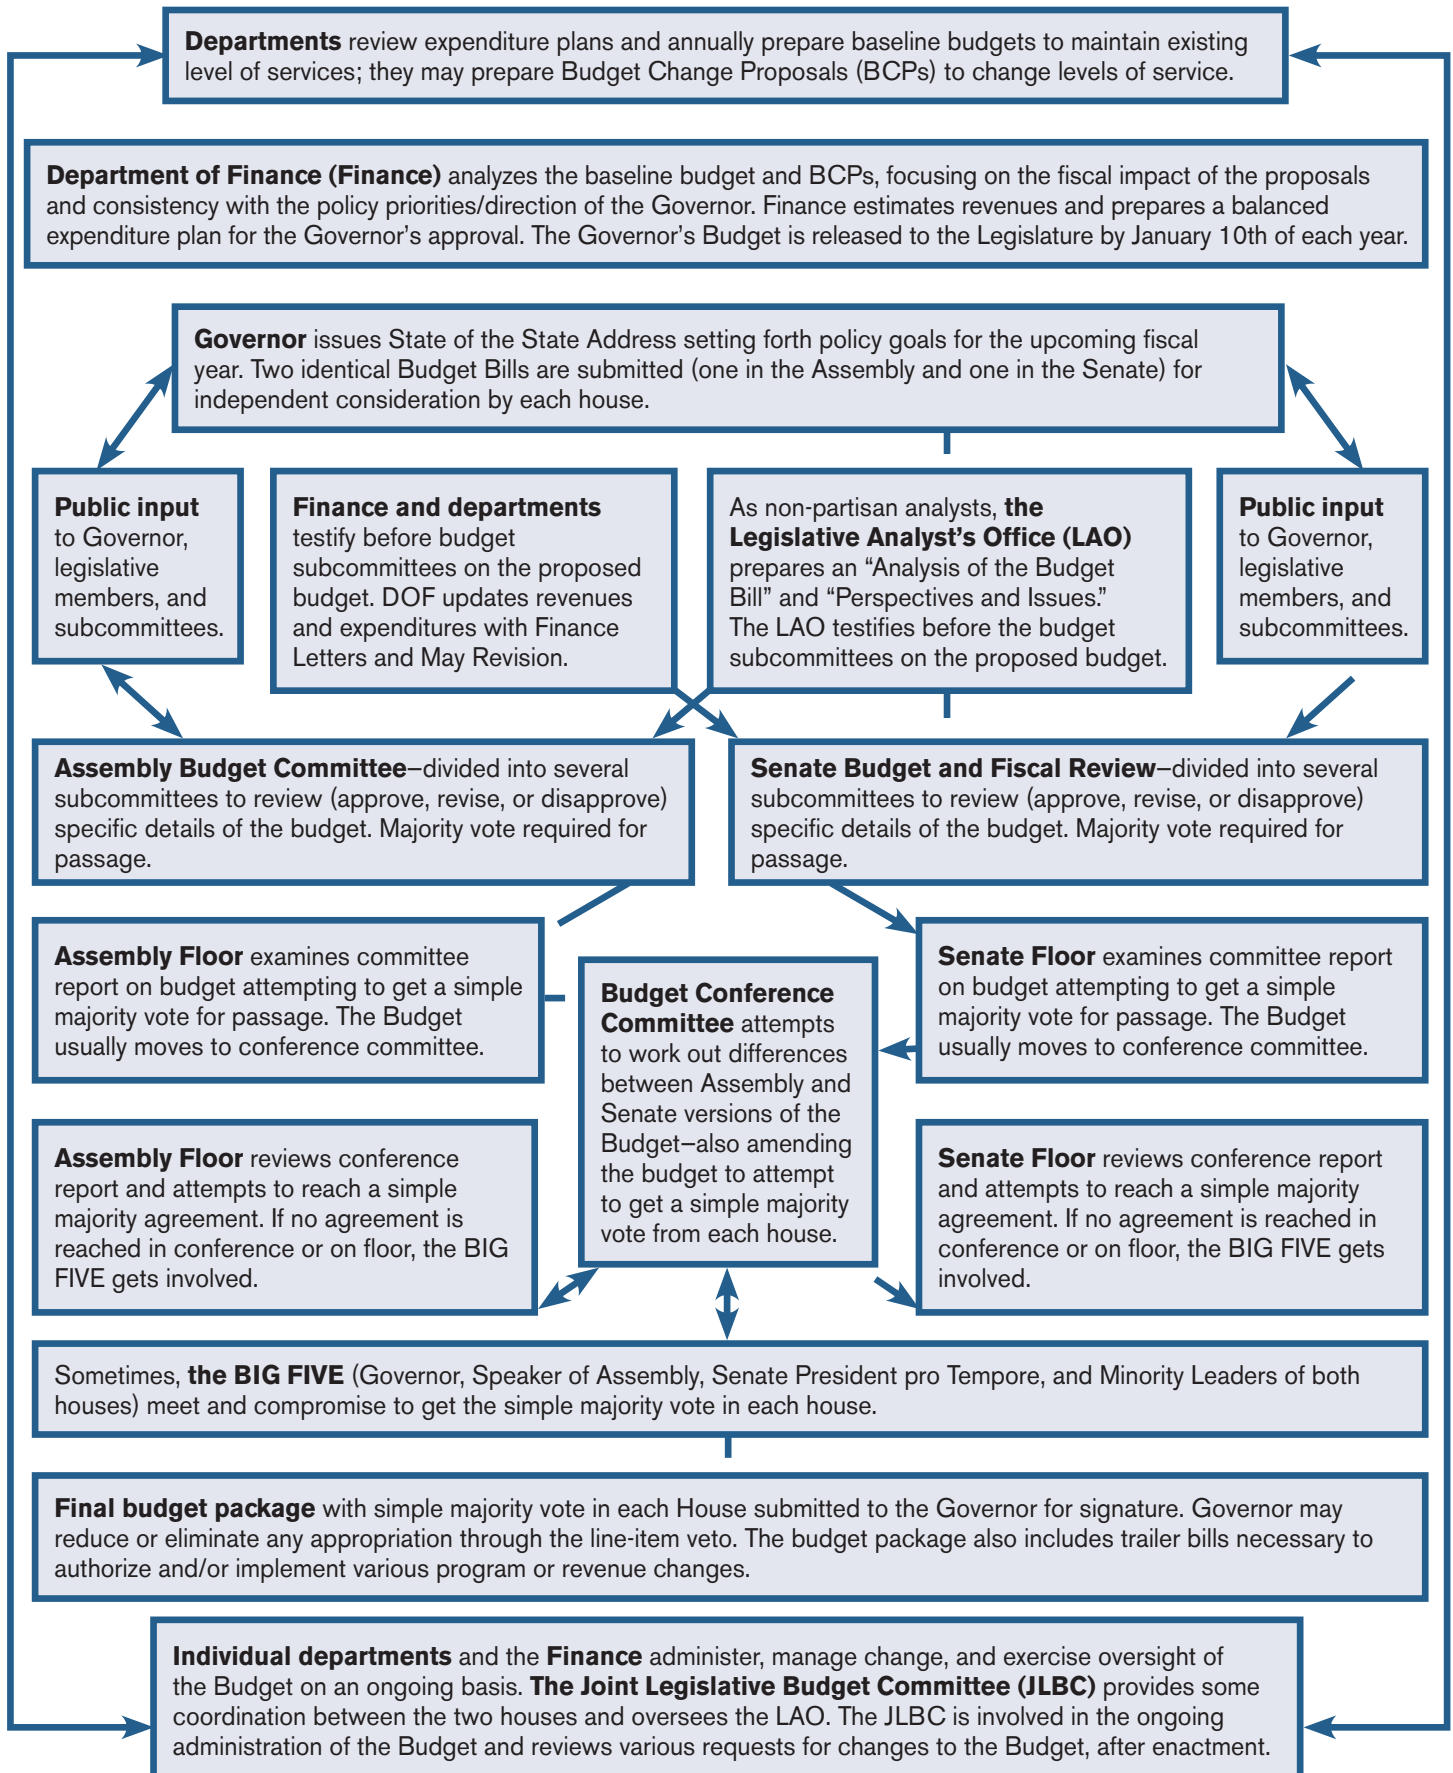 Departments review expenditure plans and annually prepare baseline budgets to maintain existing
level of services; they may prepare Budget Change Proposals (BCPs) to change levels of service.
Department of Finance (Finance) analyzes the baseline budget and BCPs, focusing on the fiscal impact of the proposals
and consistency with the policy priorities/direction of the Governor. Finance estimates revenues and prepares a balanced
expenditure plan for the Governor’s approval. The Governor’s Budget is released to the Legislature by January 10th of each year.
Governor issues State of the State Address setting forth policy goals for the upcoming fiscal
year. Two identical Budget Bills are submitted (one in the Assembly and one in the Senate) for
independent consideration by each house.
Public input
to Governor,
legislative
members, and
subcommittees.
Finance and departments
testify before budget
subcommittees on the proposed
budget. DOF updates revenues
and expenditures with Finance
Letters and May Revision.
As non-partisan analysts, the
Legislative Analyst’s Office (LAO)
prepares an “Analysis of the Budget
Bill” and “Perspectives and Issues.”
The LAO testifies before the budget
subcommittees on the proposed budget.
Public input
to Governor,
legislative
members, and
subcommittees.
Assembly Budget Committee–divided into several
subcommittees to review (approve, revise, or disapprove)
specific details of the budget. Majority vote required for
passage.
Senate Budget and Fiscal Review–divided into several
subcommittees to review (approve, revise, or disapprove)
specific details of the budget. Majority vote required for
passage.
Assembly Floor examines committee
report on budget attempting to get a simple
majority vote for passage. The Budget
usually moves to conference committee.
Budget Conference
Committee attempts
to work out differences
between Assembly and
Senate versions of the
Budget–also amending
the budget to attempt
to get a simple majority
vote from each house.
Senate Floor examines committee report
on budget attempting to get a simple
majority vote for passage. The Budget
usually moves to conference committee.
Assembly Floor reviews conference
report and attempts to reach a simple
majority agreement. If no agreement is
reached in conference or on floor, the BIG
FIVE gets involved.
Senate Floor reviews conference report
and attempts to reach a simple majority
agreement. If no agreement is reached in
conference or on floor, the BIG FIVE gets
involved.
Sometimes, the BIG FIVE (Governor, Speaker of Assembly, Senate President pro Tempore, and Minority Leaders of both
houses) meet and compromise to get the simple majority vote in each house.
Final budget package with simple majority vote in each House submitted to the Governor for signature. Governor may
reduce or eliminate any appropriation through the line-item veto. The budget package also includes trailer bills necessary to
authorize and/or implement various program or revenue changes.
Individual departments and the Finance administer, manage change, and exercise oversight of
the Budget on an ongoing basis. The Joint Legislative Budget Committee (JLBC) provides some
coordination between the two houses and oversees the LAO. The JLBC is involved in the ongoing
administration of the Budget and reviews various requests for changes to the Budget, after enactment.